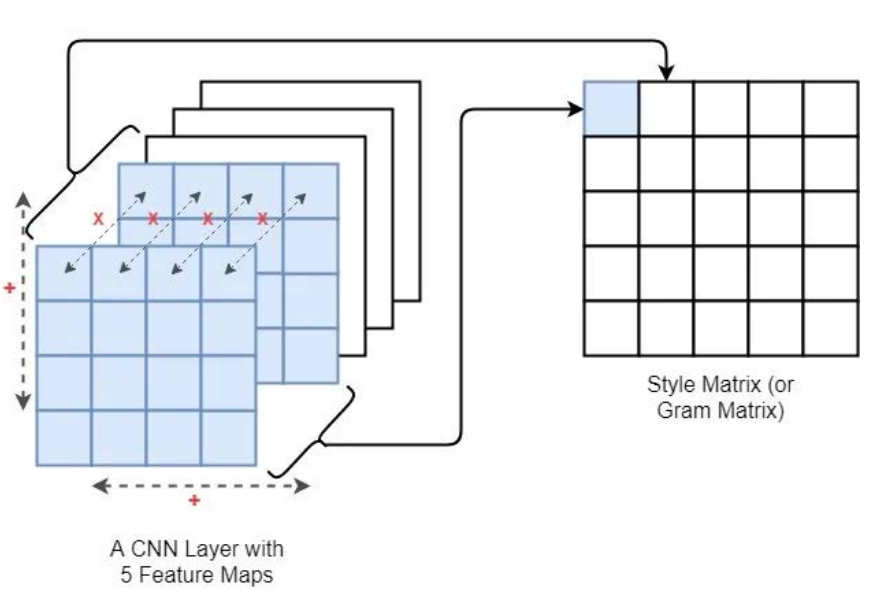 x x x x
+
+
Style Matrix (or
Gram Matrix)
A CNN Layer with
5 Feature Maps